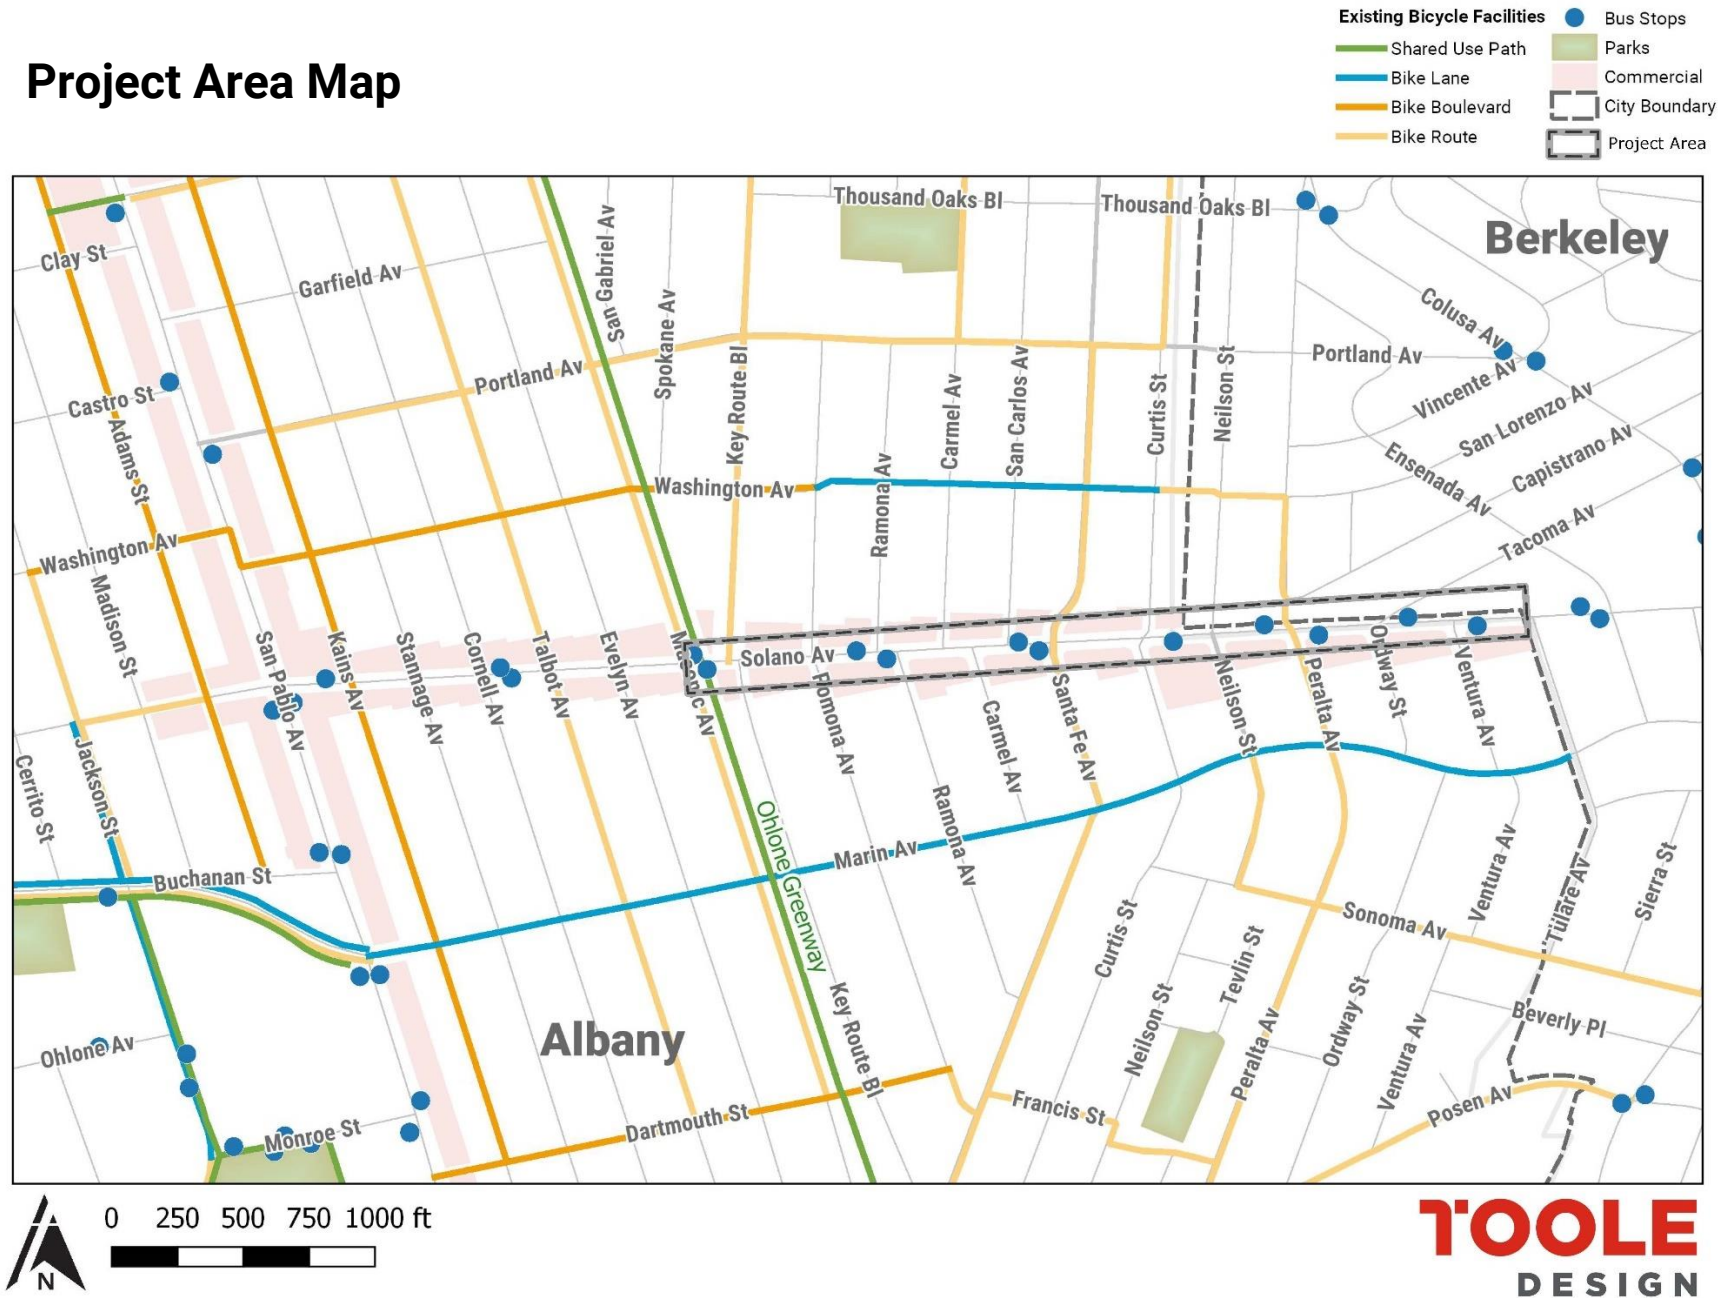 Project Area Map
Existing Bicycle Facilities
Shared Use Path
Bike Lane
Bike Boulevard
Bike Route
Bus Stops
Parks
Commercial
City Boundary
Project Area
Thousand Oaks Bl
Thousand Oaks Bl
Berkeley
Clay St
Garfield Av
San Gabriel Av
Spokane Av
Colusa Av
Portland Av
Portland Av
Key Route Bl
Castro St
Adams St
Carmel Av
San Carlos Av
Curtis St
Neilson St
Vincente Av
San Lorenzo Av
Capistrano Av
Ensenada Av
Tacoma Av
Ramona Av
Washington Av
Washington Av
Madison St
San Pablo Av
Kains Av
Stannage Av
Cornell Av
Talbot Av
Evelyn Av
Masonic Av
Solano Av
Pomona Av
Carmel Av
Santa Fe Av
Neilson St
Peralta Av
Ordway St
Ventura Av
Cerrito St
Jackson St
Ohlone Greenway
Marin Av
Ramona Av
Buchanan St
Curtis St
Neilson St
Tevlin St
Sonoma Av
Ventura Av
Tulare Av
Sierra St
Ohlone Av
Albany
Key Route Bl
Peralta Av
Ordway St
Ventura Av
Beverly Pl
Posen Av
Francis St
Dartmouth St
Monroe St
N
0 250 500 750 1000 ft
TOOLE
DESIGN